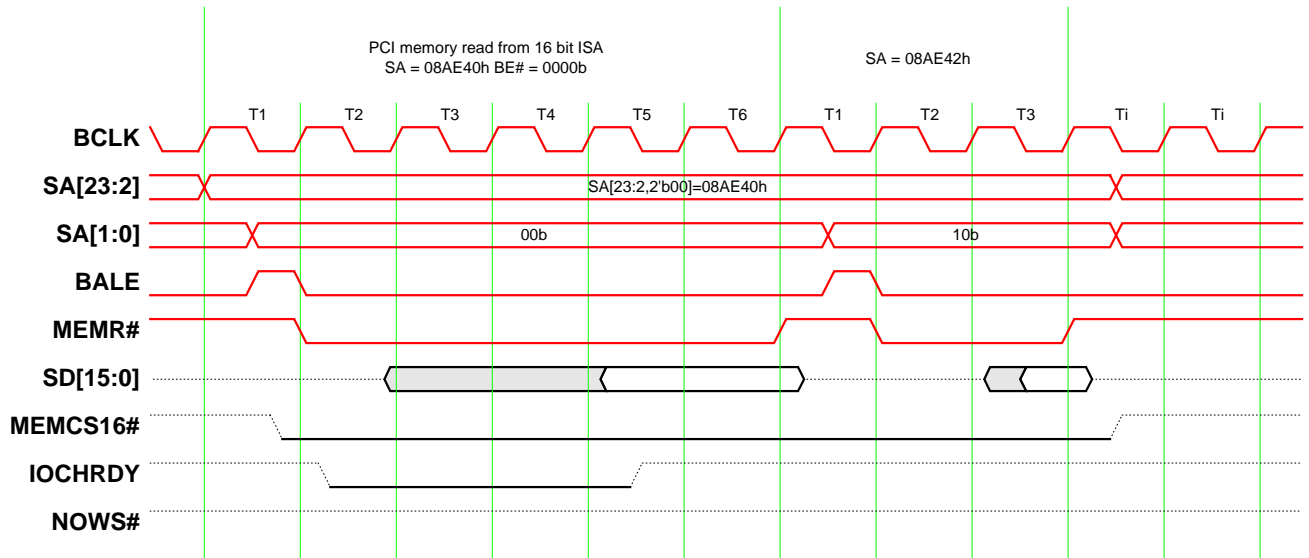 PCI memory read from 16 bit ISA
SA = 08AE40h BE# = 0000b
SA = 08AE42h
T1 T2 T3 T4 T5 T6 T1 T2 T3 Ti Ti
BCLK
SA[23:2] SA[23:2,2'b00]=08AE40h
SA[1:0] 00b 10b
BALE
MEMR#
SD[15:0]
MEMCS16#
IOCHRDY
NOWS#